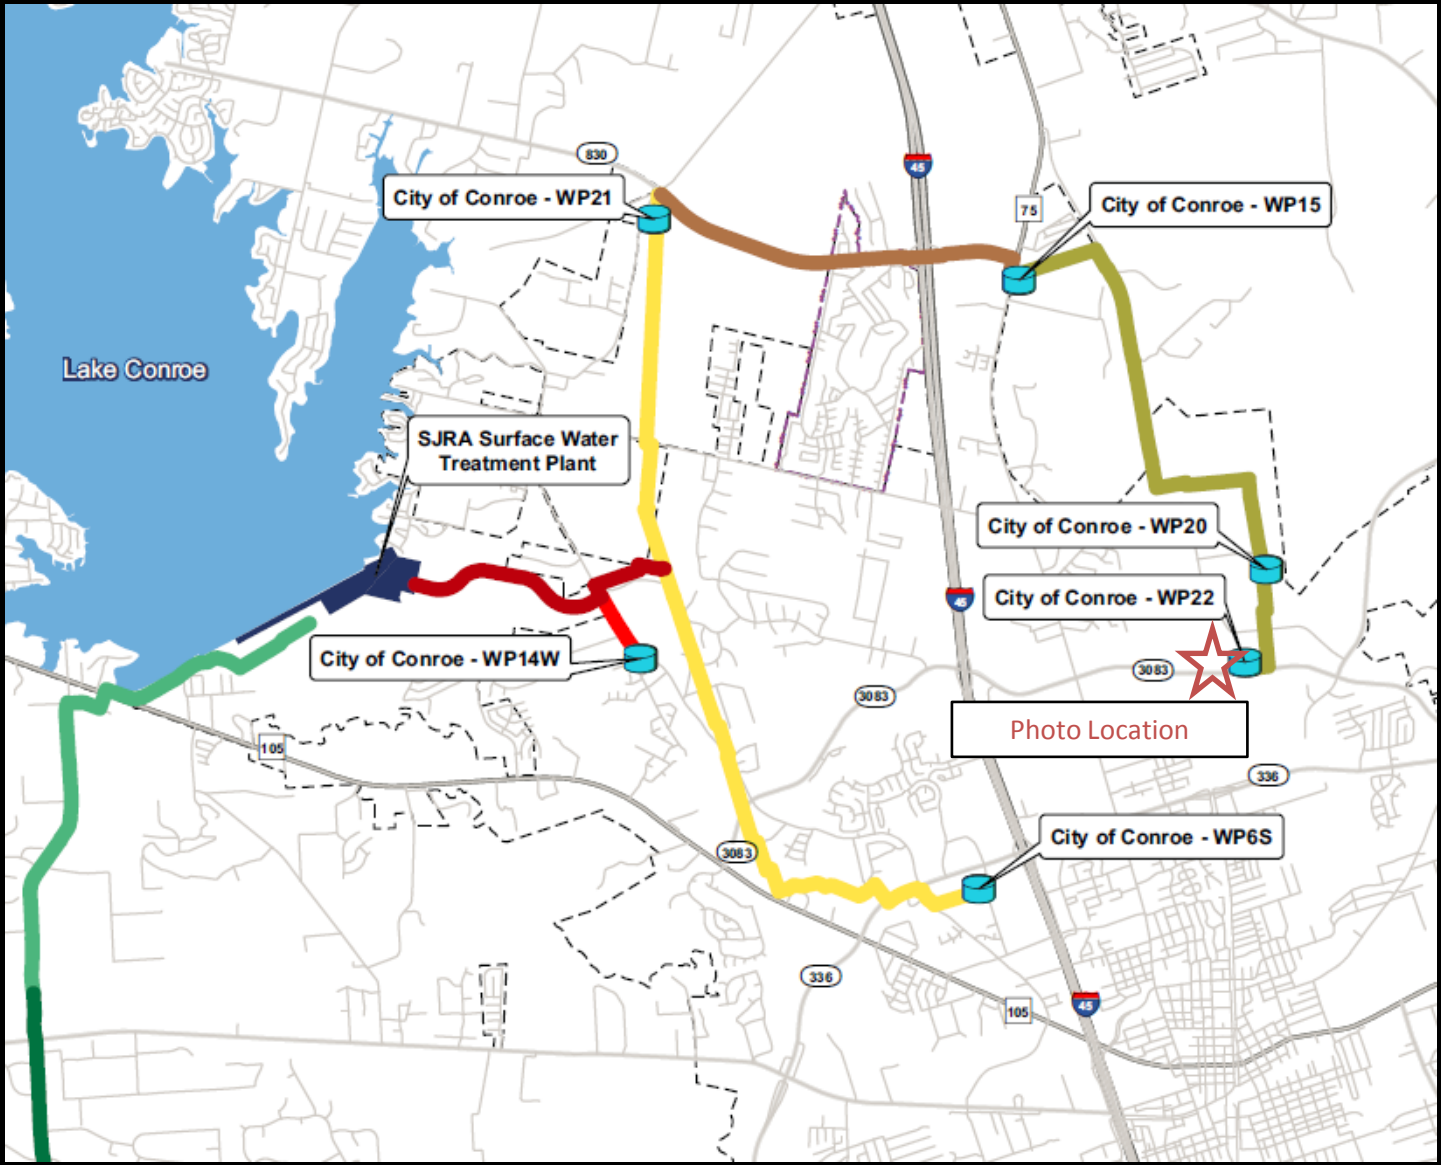 830
45
City of Conroe - WP21
75
City of Conroe - WP15
Lake Conroe
SJRA Surface Water
Treatment Plant
City of Conroe - WP20
City of Conroe - WP22
45
City of Conroe - WP14W
3083
3083
Photo Location
105
336
City of Conroe - WP6S
3083
336
105
45